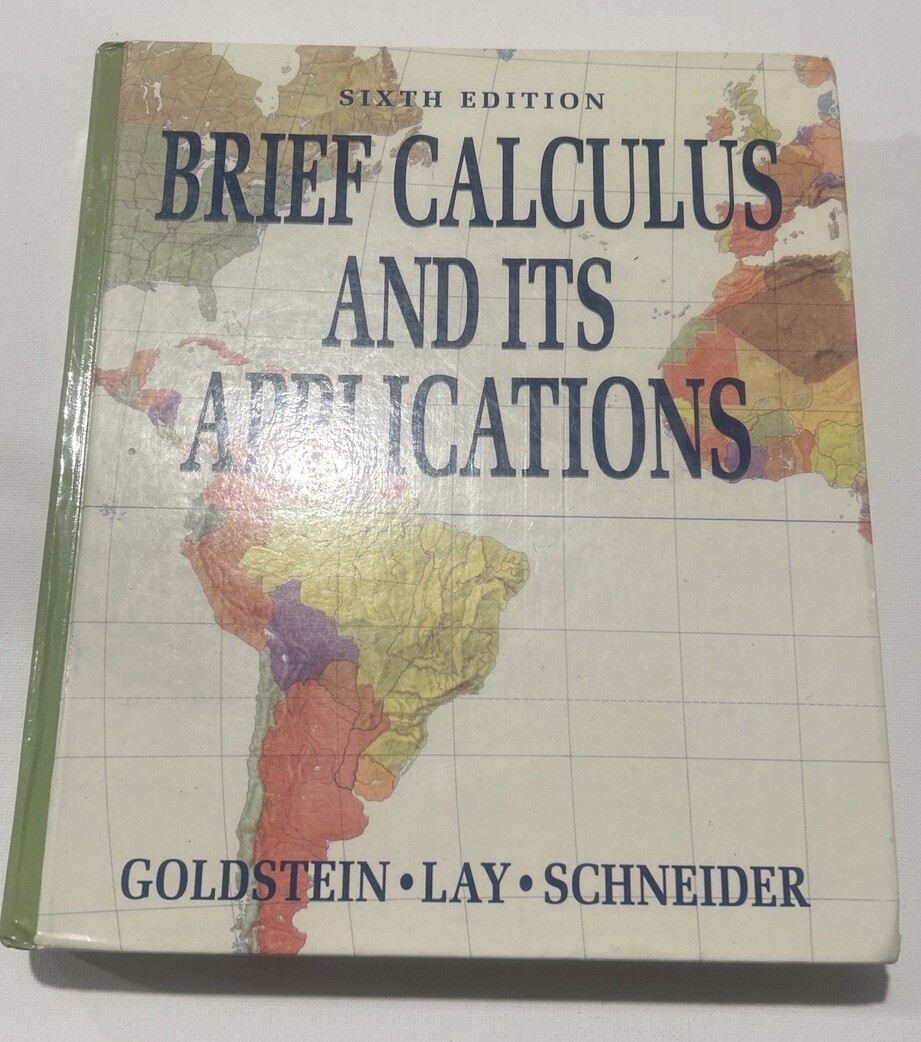 SIXTH EDITION
BRIEF CALCULUS
AND ITS
APPLICATIONS
GOLDSTEIN • LAY • SCHNEIDER